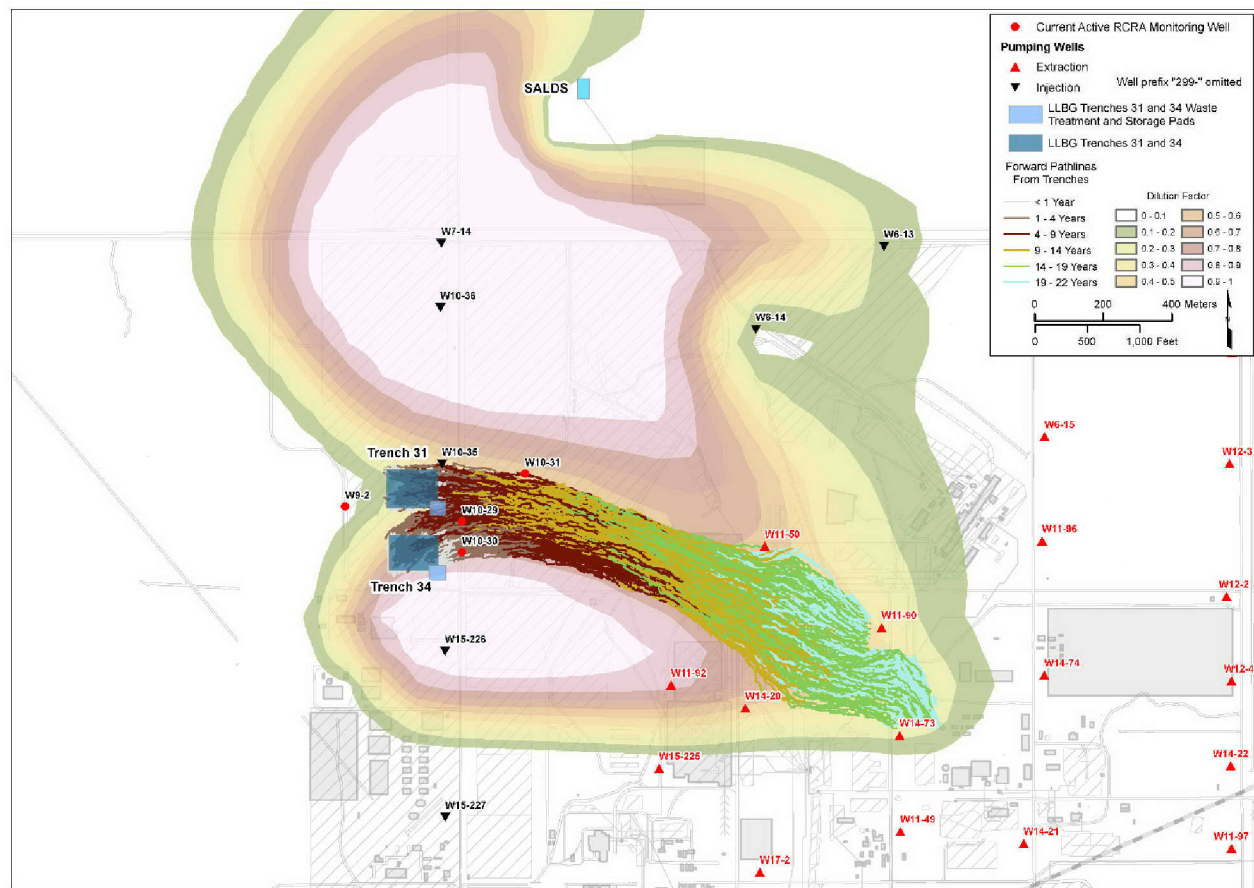 SALDS
W7-14
W6-13
W10-36
W6-14
W6-15
W12-3
Trench 31
W10-35
W10-31
W9-2
W10-29
W10-30
W11-50
W11-96
Trench 34
W12-2
W11-90
W15-226
W11-92
W14-74
W12-4
W14-20
W14-73
W15-225
W14-22
W15-227
W11-49
W14-21
W11-97
W17-2
Current Active RCRA Monitoring Well
Pumping Wells
Extraction
Injection
Well prefix "299-" omitted
LLBG Trenches 31 and 34 Waste
Treatment and Storage Pads
LLBG Trenches 31 and 34
Forward Pathlines
From Trenches
< 1 Year
1 - 4 Years
4 - 9 Years
9 - 14 Years
14 - 19 Years
19 - 22 Years
Dilution Factor
0 - 0.1
0.1 - 0.2
0.2 - 0.3
0.3 - 0.4
0.4 - 0.5
0.5 - 0.6
0.6 - 0.7
0.7 - 0.8
0.8 - 0.9
0.9 - 1
0 200 400 Meters
0 500 1,000 Feet